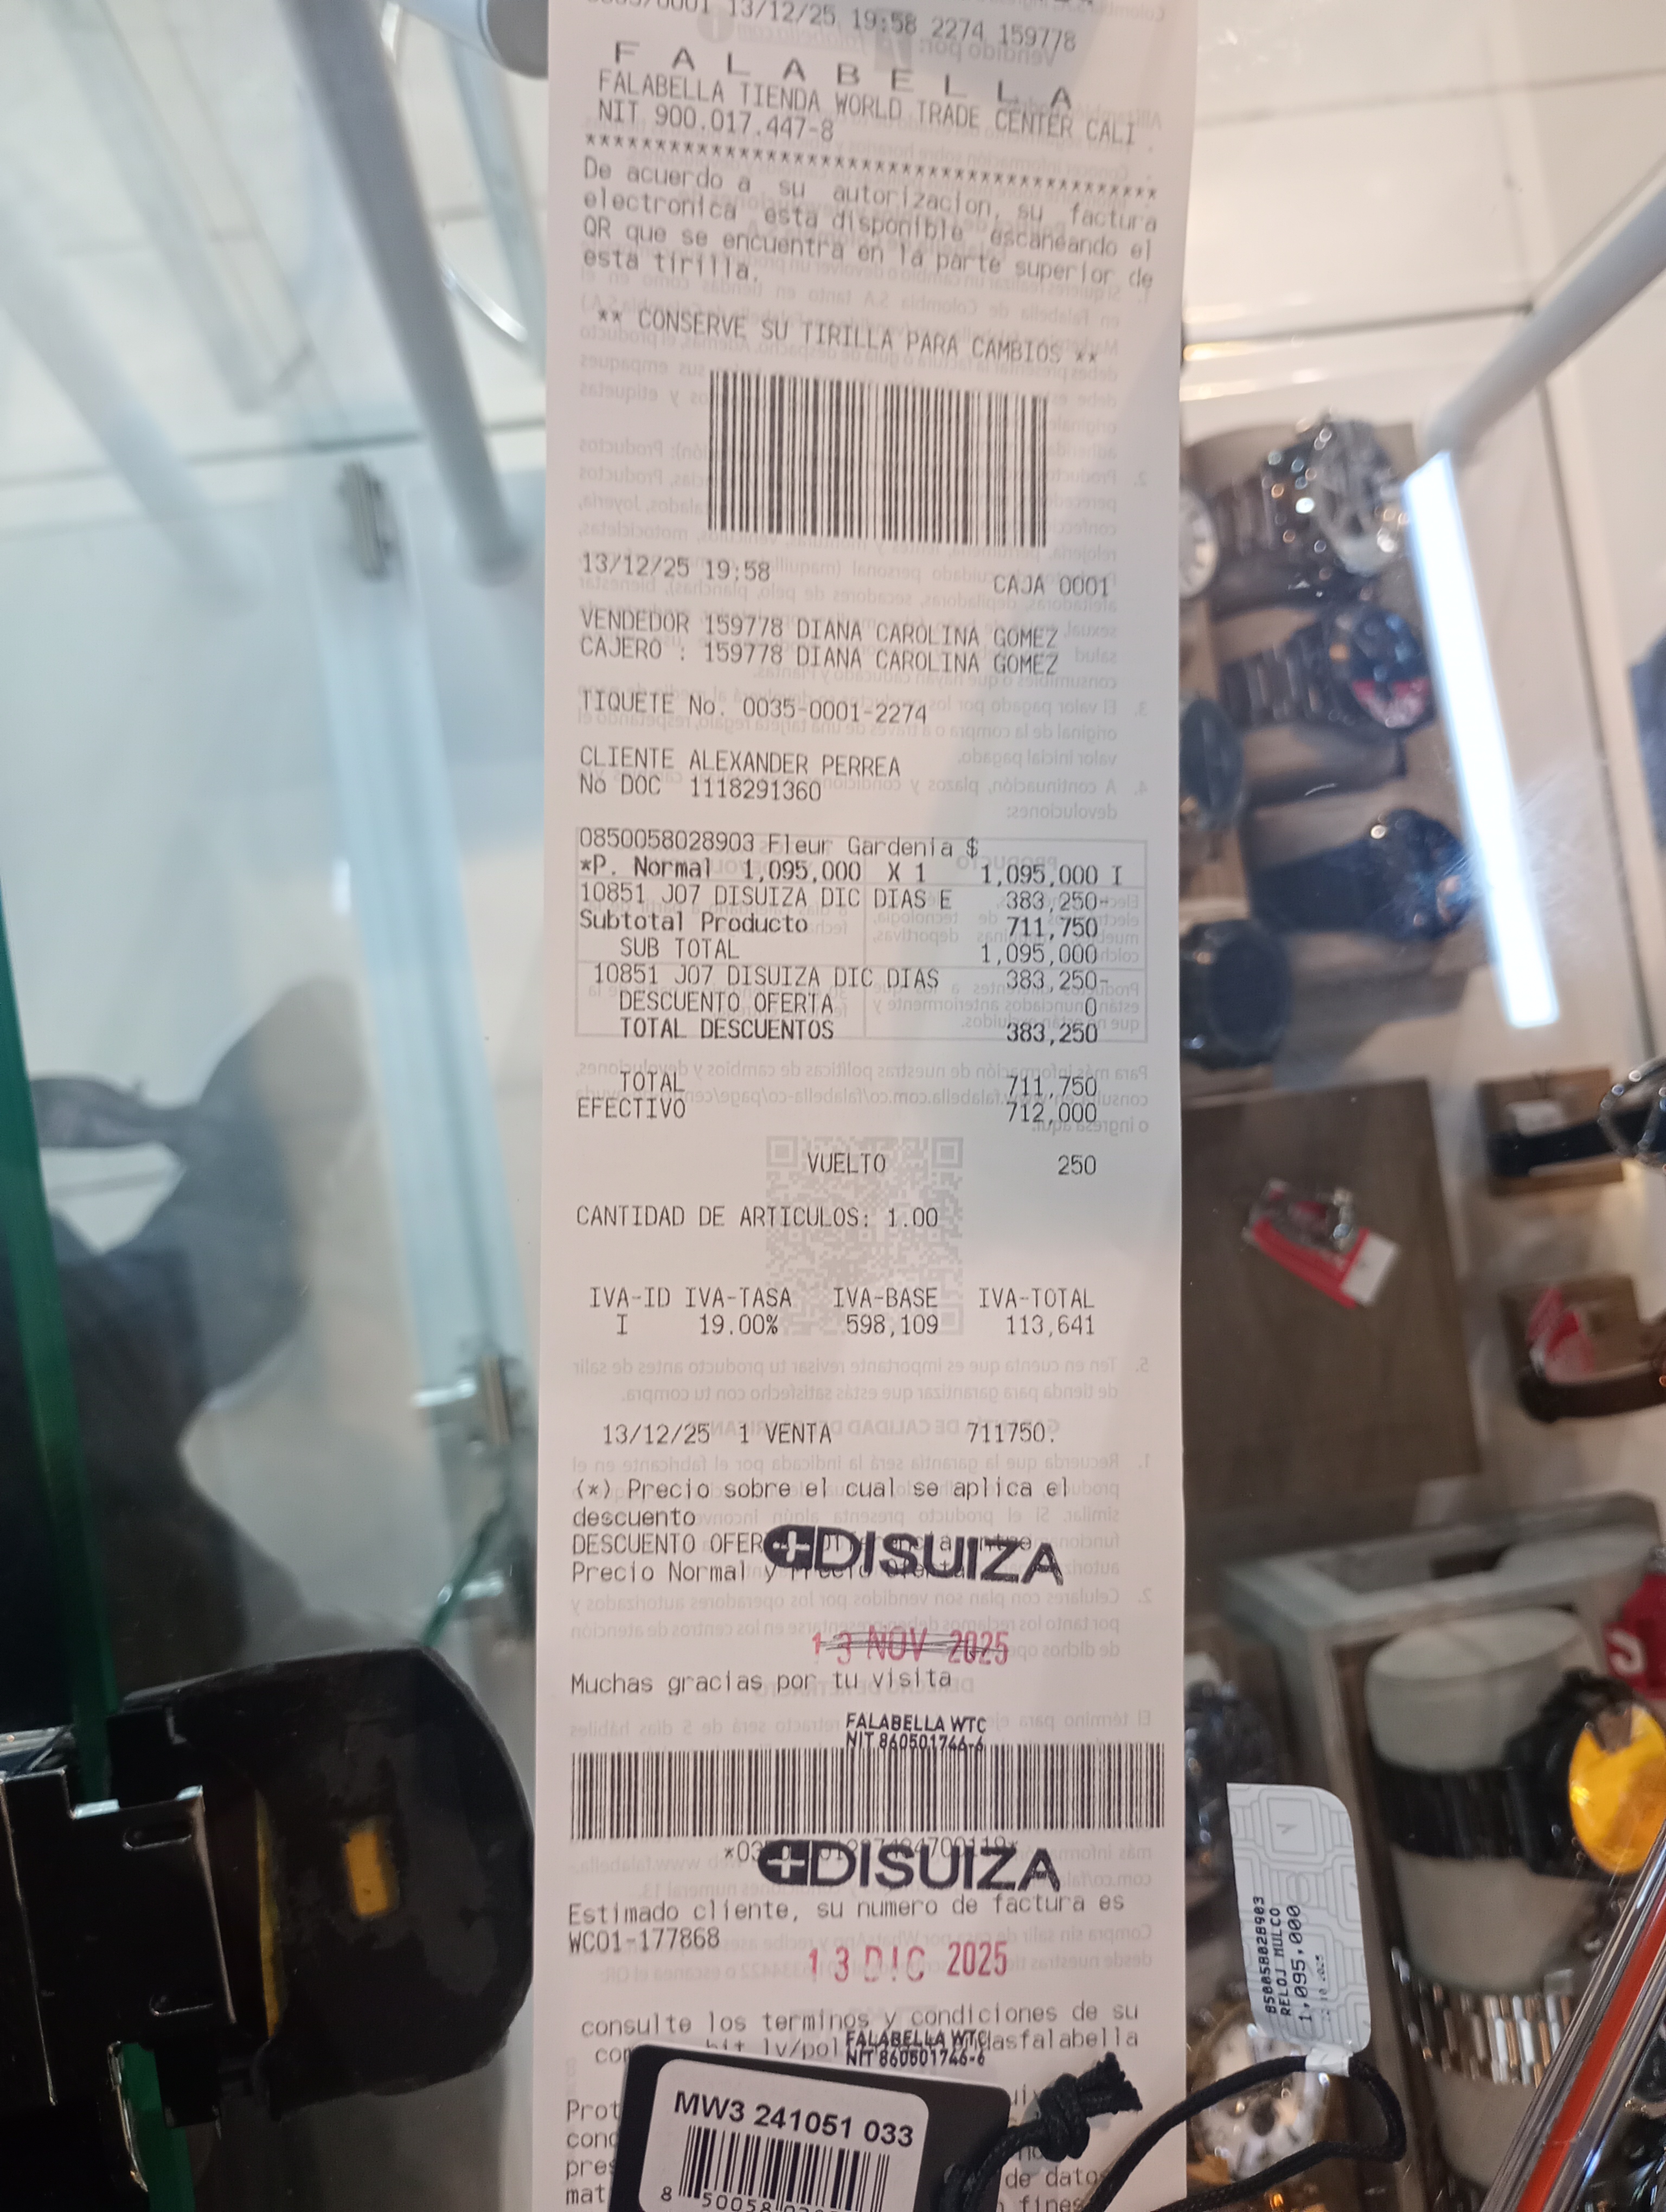 13/12/25 19:58 2274 159778
F A L A B E L L A
FALABELLA TIENDA WORLD TRADE CENTER CALI
NIT 900.017.447-8
****************************************
De acuerdo a su autorizacion, su factura
electronica esta disponible escaneando el
QR que se encuentra en la parte superior de
esta tirilla.
** CONSERVE SU TIRILLA PARA CAMBIOS **
13/12/25 19:58 CAJA 0001
VENDEDOR 159778 DIANA CAROLINA GOMEZ
CAJERO : 159778 DIANA CAROLINA GOMEZ
TIQUETE No. 0035-0001-2274
CLIENTE ALEXANDER PERREA
No DOC 1118291360
0850058028903 Fleur Gardenia $
*P. Normal 1,095,000 X 1 1,095,000 I
10851 J07 DISUIZA DIC DIAS E 383,250-
Subtotal Producto 711,750
SUB TOTAL 1,095,000
10851 J07 DISUIZA DIC DIAS 383,250-
DESCUENTO OFERTA 0
TOTAL DESCUENTOS 383,250
TOTAL 711,750
EFECTIVO 712,000
VUELTO 250
CANTIDAD DE ARTICULOS: 1.00
IVA-ID IVA-TASA IVA-BASE IVA-TOTAL
I 19.00% 598,109 113,641
13/12/25 1 VENTA 711750.
(*) Precio sobre el cual se aplica el
descuento
DESCUENTO OFER
Precio Normal y
DISUIZA
13 NOV 2025
Muchas gracias por tu visita
FALABELLA WTC
NIT 860501746-6
DISUIZA
Estimado cliente, su numero de factura es
WC01-177868
13 DIC 2025
consulte los terminos y condiciones de su
FALABELLA WTC
NIT 860501746-6
MW3 241051 033
850058028903
RELOJ MULCO
1,095,000